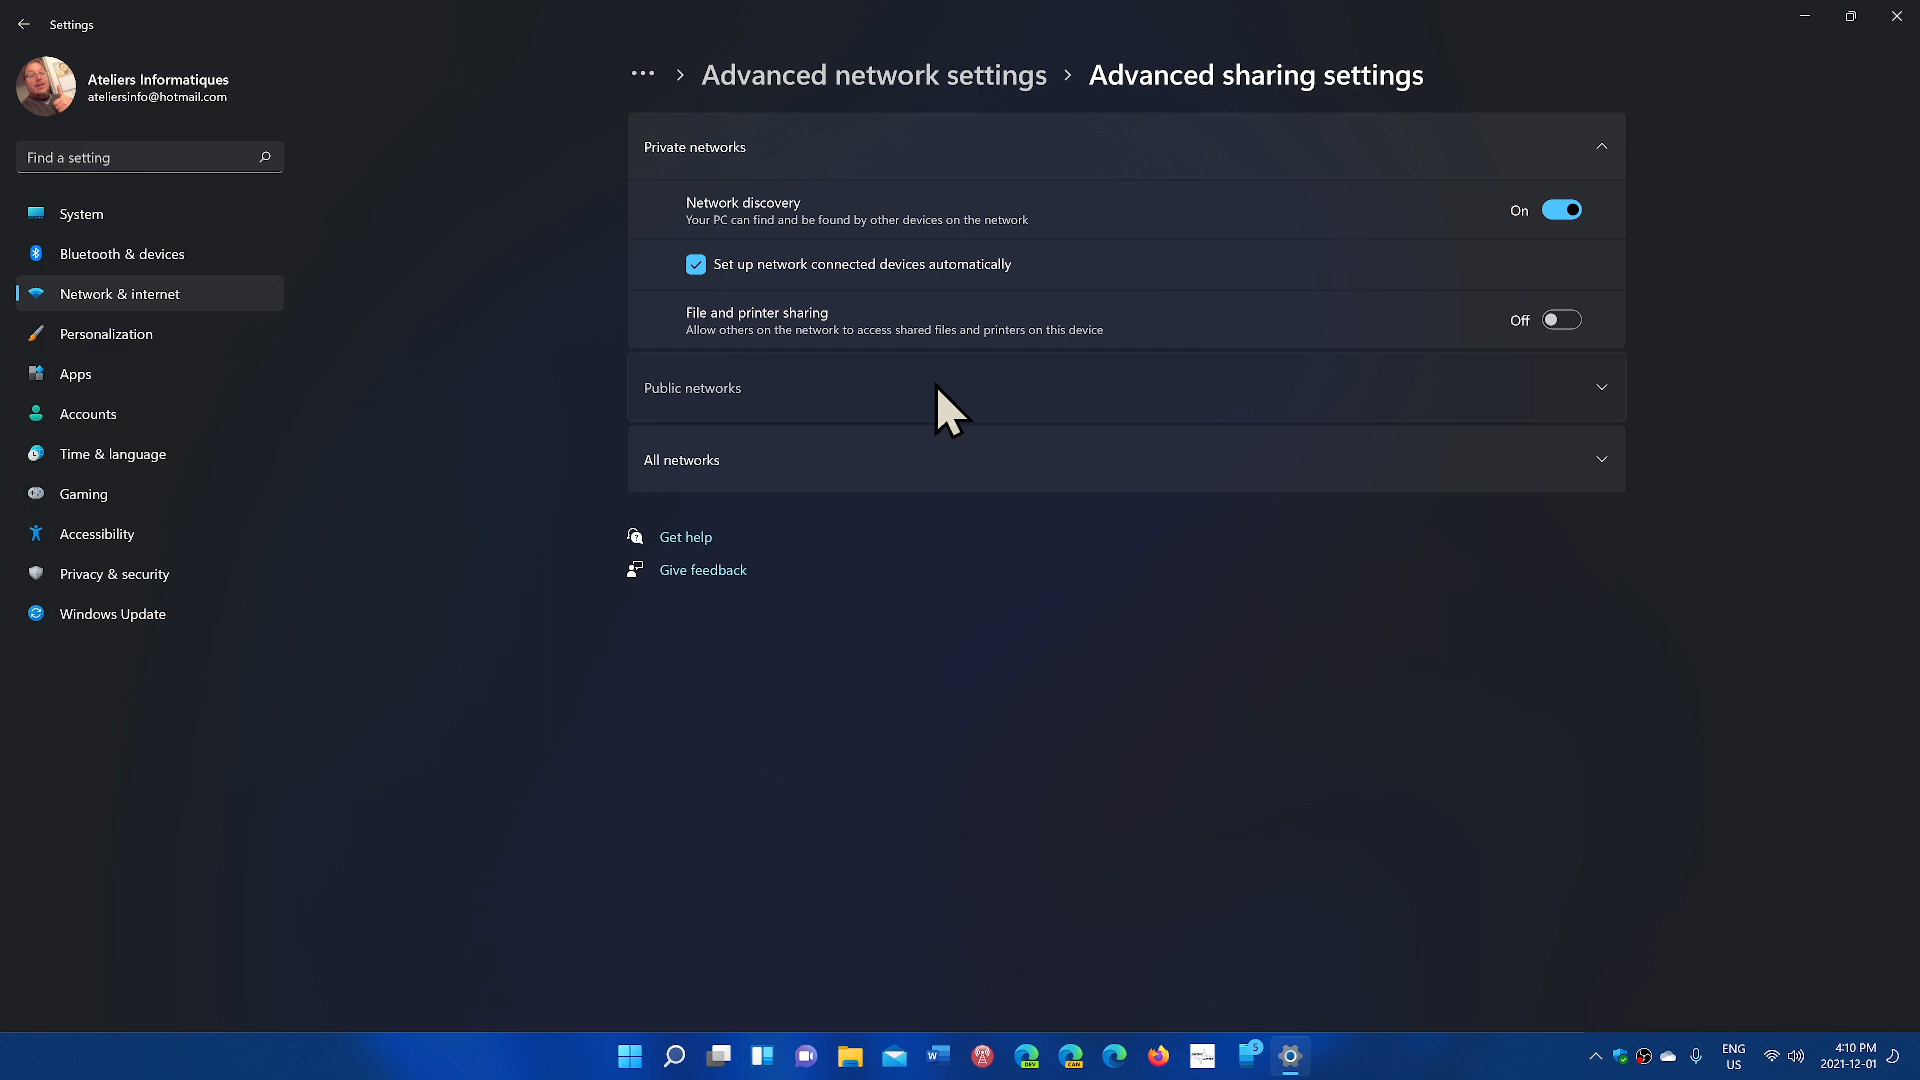 Settings
Ateliers Informatiques
ateliersinfo@hotmail.com
Find a setting
System
Bluetooth & devices
Network & internet
Personalization
Apps
Accounts
Time & language
Gaming
Accessibility
Privacy & security
Windows Update
... > Advanced network settings > Advanced sharing settings
Private networks
Network discovery
Your PC can find and be found by other devices on the network
On
Set up network connected devices automatically
File and printer sharing
Allow others on the network to access shared files and printers on this device
Off
Public networks
All networks
Get help
Give feedback
W
DEV
CAN
5
ENG
US
4:10 PM
2021-12-01